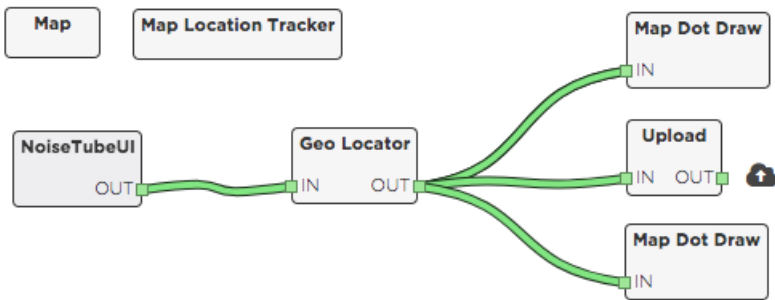 Map
Map Location Tracker
Map Dot Draw
IN
NoiseTubeUI
OUT
Geo Locator
IN OUT
Upload
IN OUT
Map Dot Draw
IN